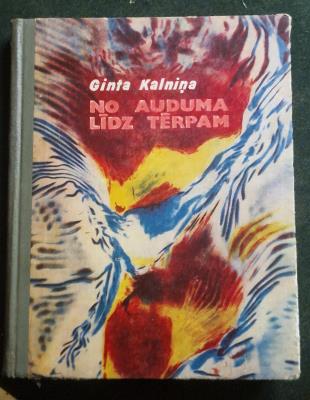 Ginta Kalniņa
NO AUDUMA
LĪDZ TĒRPAM